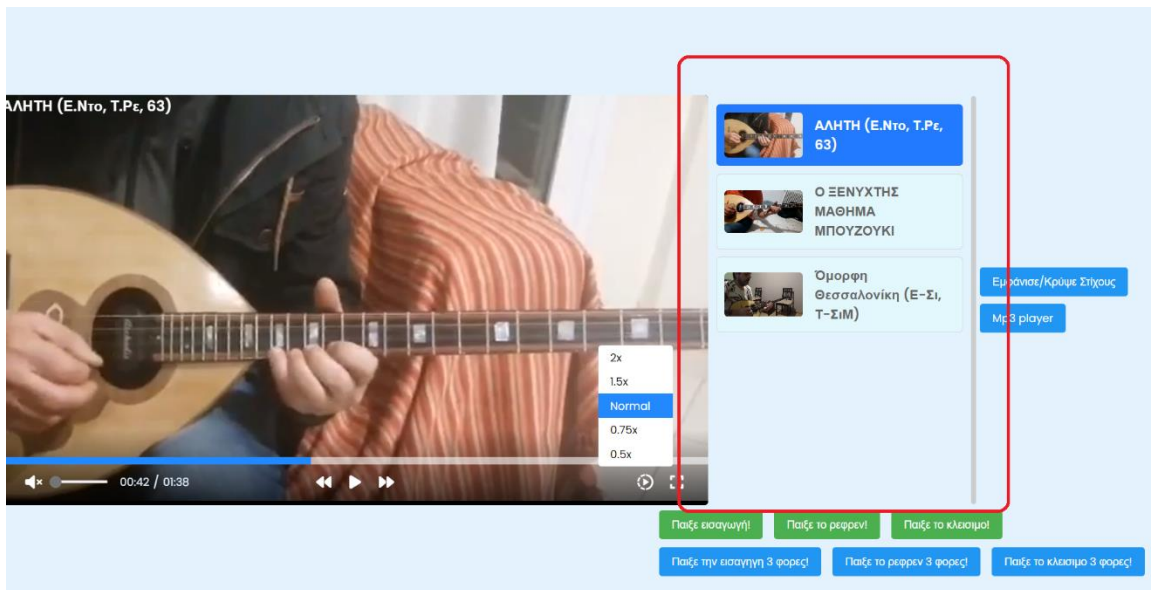 ΑΛΗΤΗ (Ε.Ντο, Τ.Ρε, 63)
2x
1.5x
Normal
0.75x
0.5x
00:42 / 01:38
ΑΛΗΤΗ (Ε.Ντο, Τ.Ρε,
63)
Ο ΞΕΝΥΧΤΗΣ
ΜΑΘΗΜΑ
ΜΠΟΥΖΟΥΚΙ
Όμορφη
Θεσσαλονίκη (Ε-Σι,
Τ-ΣιΜ)
Εμφάνισε/Κρύψε Στίχους
Mp3 player
Παιξε εισαγωγή!
Παιξε το ρεφρεν!
Παιξε το κλεισιμο!
Παιξε την εισαγηγη 3 φορες!
Παιξε το ρεφρεν 3 φορες!
Παιξε το κλεισιμο 3 φορες!